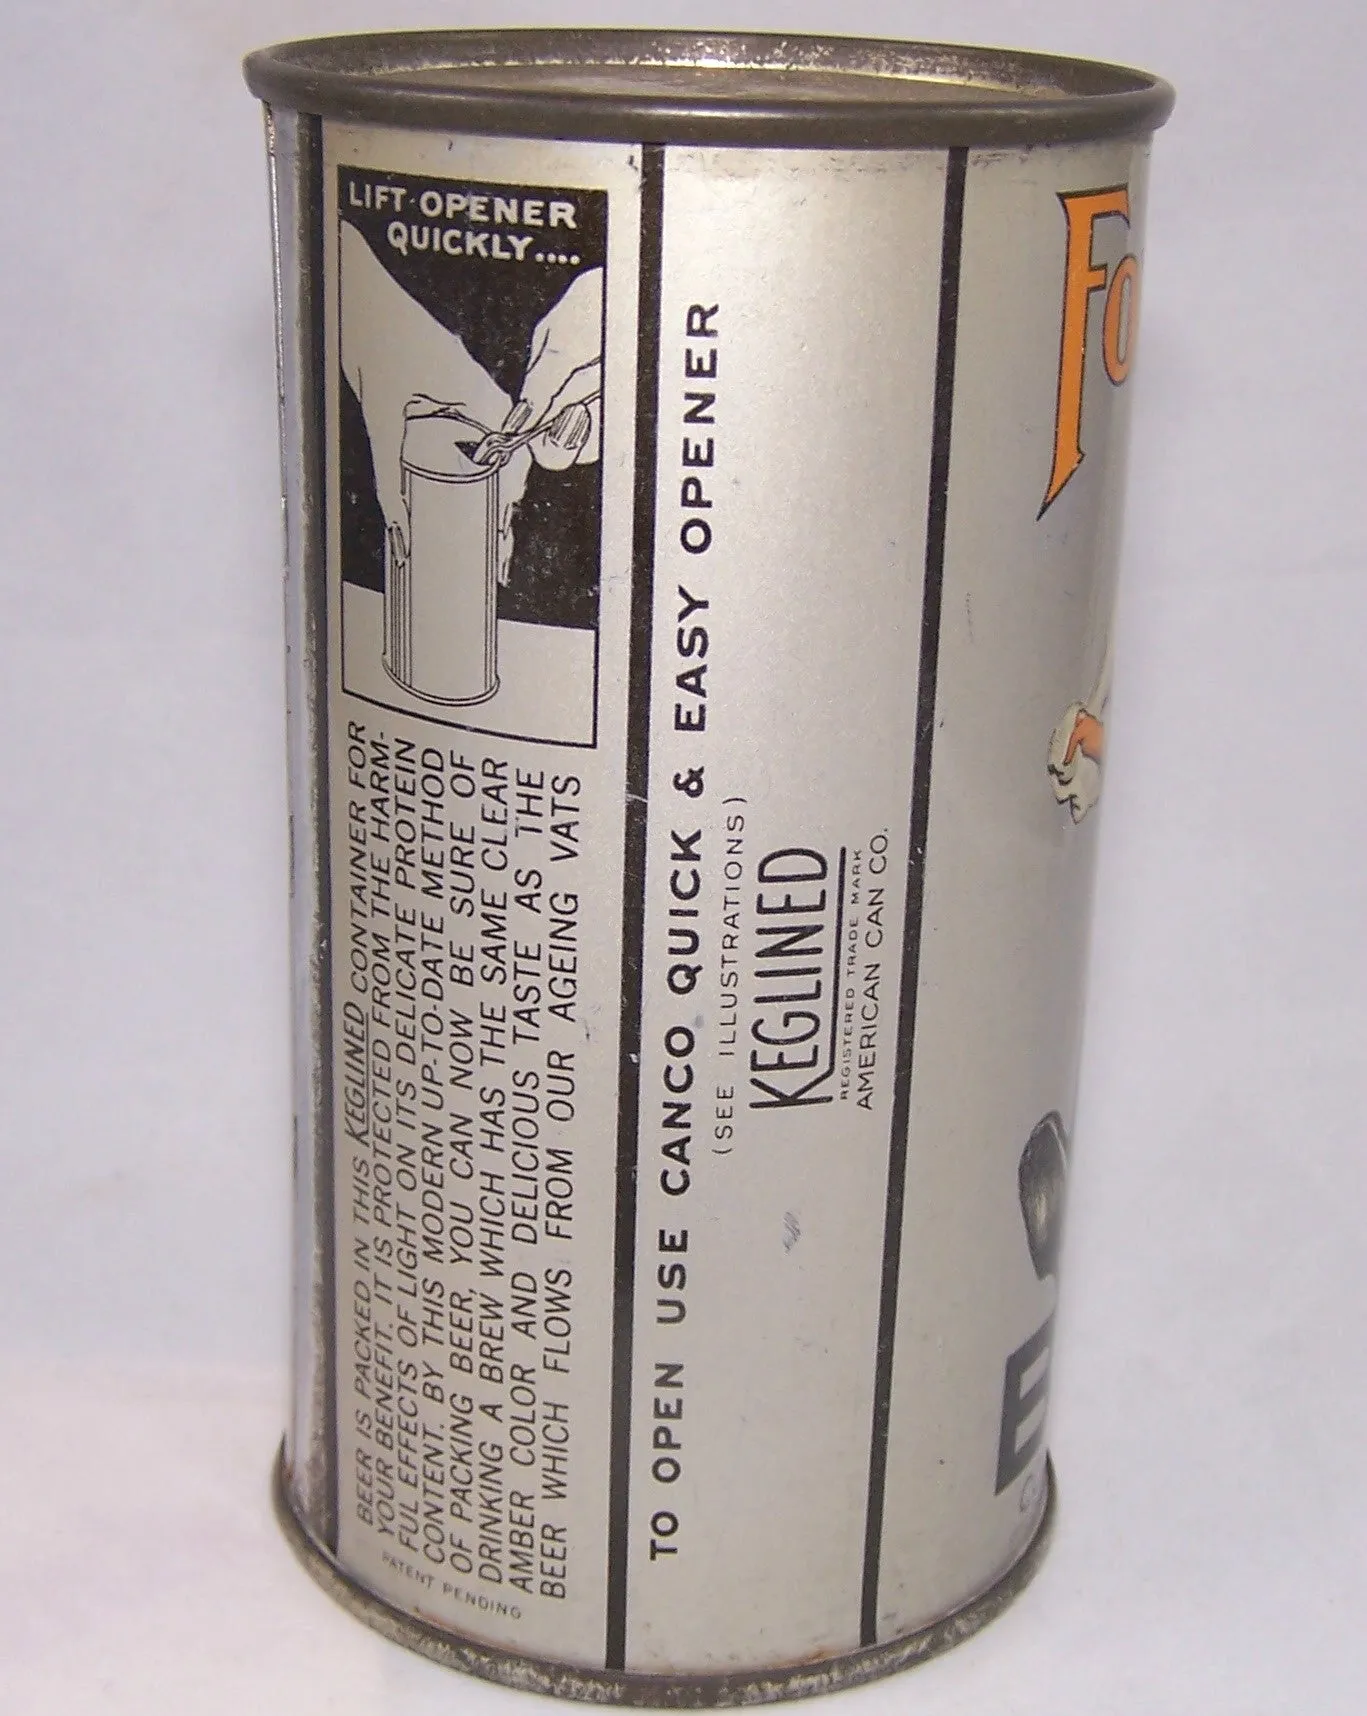 LIFT OPENER
QUICKLY....
BEER IS PACKED IN THIS KEGLINED CONTAINER FOR
YOUR BENEFIT. IT IS PROTECTED FROM THE HARM-
FUL EFFECTS OF LIGHT ON ITS DELICATE PROTEIN
CONTENT. BY THIS MODERN UP-TO-DATE METHOD
OF PACKING BEER, YOU CAN NOW BE SURE OF
DRINKING A BREW WHICH HAS THE SAME CLEAR
AMBER COLOR AND DELICIOUS TASTE AS THE
BEER WHICH FLOWS FROM OUR AGEING VATS
PATENT PENDING
TO OPEN USE CANCO QUICK & EASY OPENER
(SEE ILLUSTRATIONS)
KEGLINED
REGISTERED TRADE MARK
AMERICAN CAN CO.
Fo